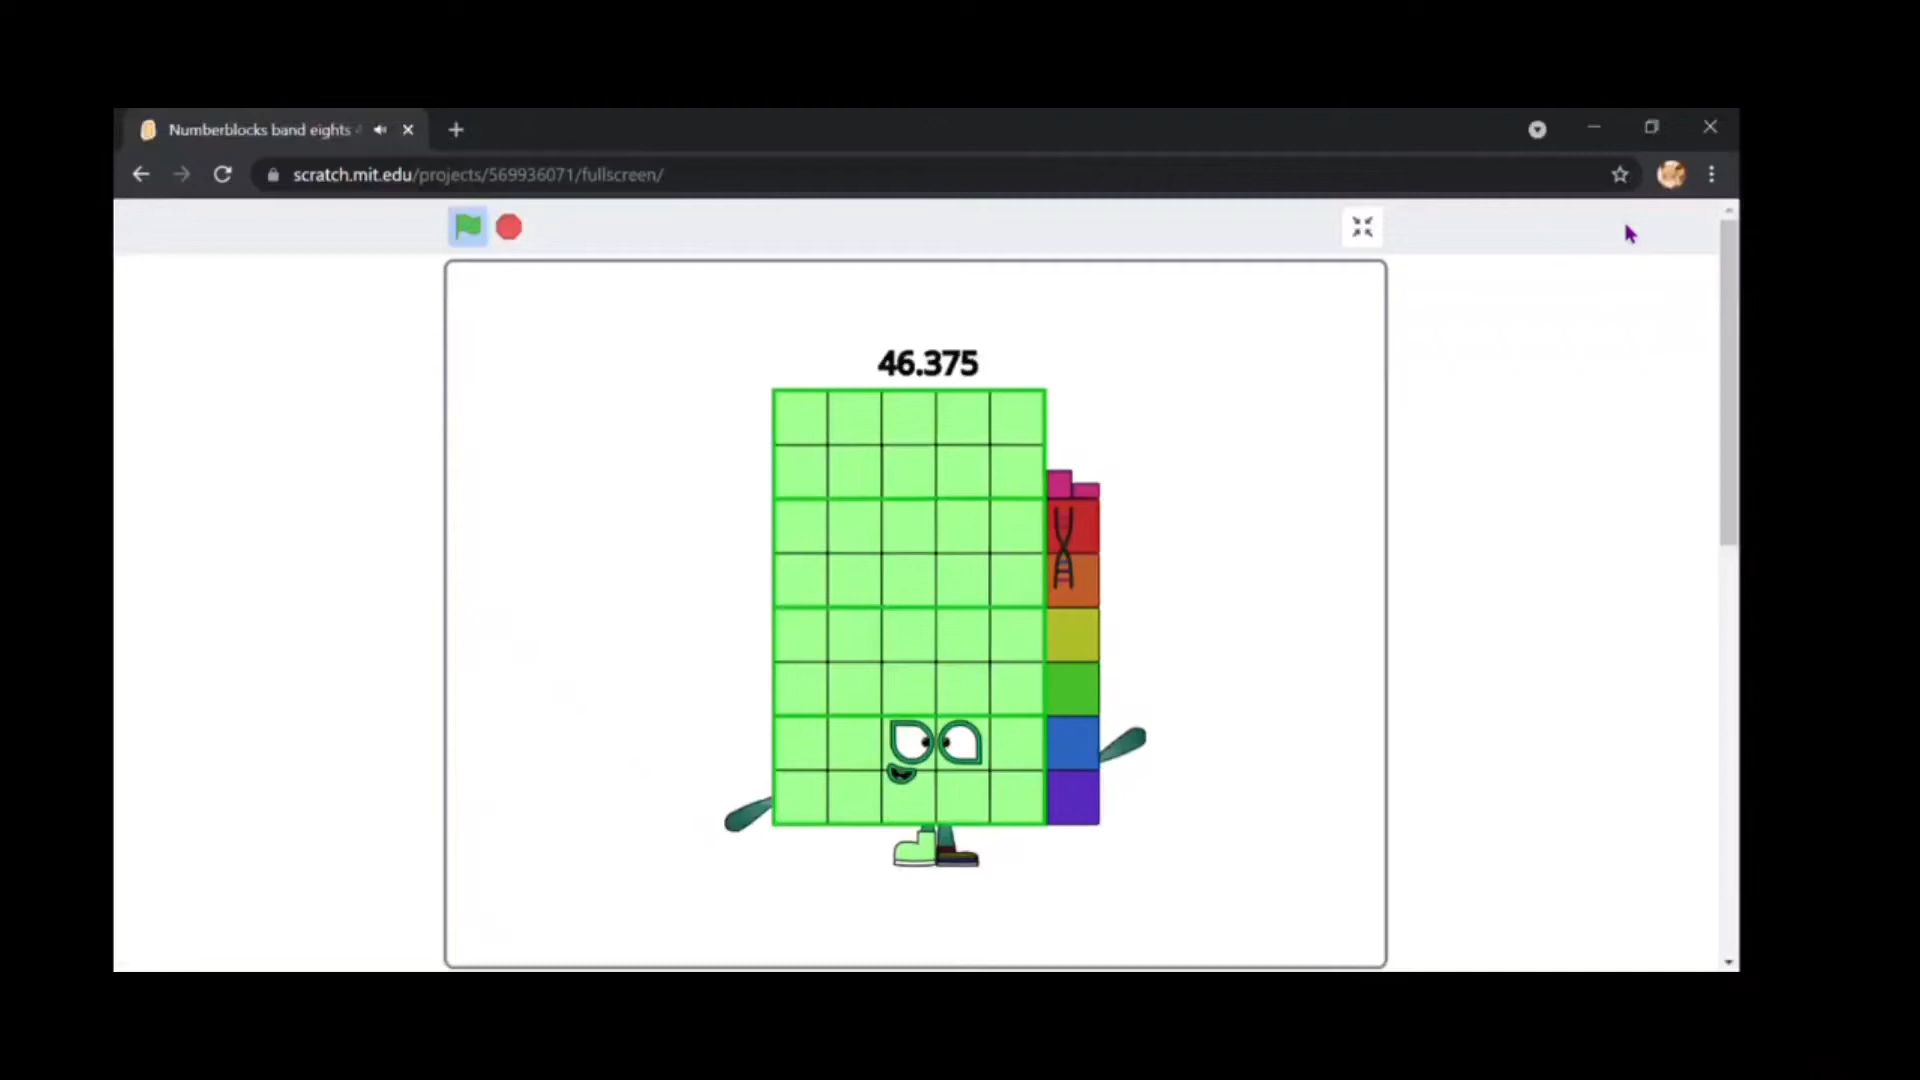 Numberblocks band eights
scratch.mit.edu/projects/569936071/fullscreen/
46.375